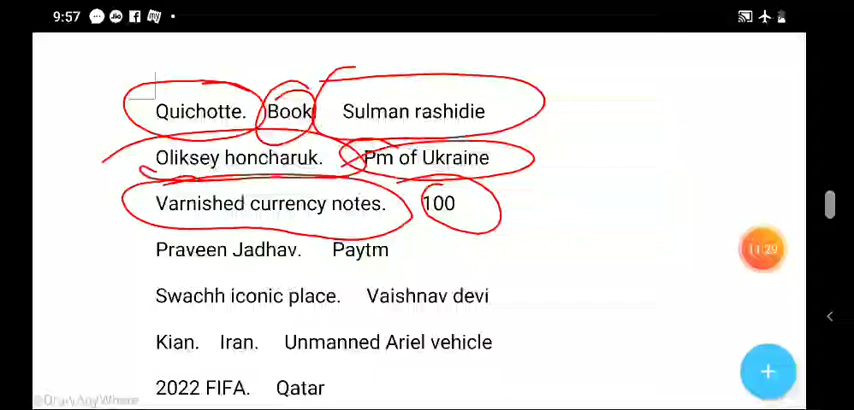 9:57
Quichotte. Book Sulman rashidie
Oliksey honcharuk. Pm of Ukraine
Varnished currency notes. 100
Praveen Jadhav. Paytm
11:29
Swachh iconic place. Vaishnav devi
Kian. Iran. Unmanned Ariel vehicle
2022 FIFA. Qatar
@DrawAnyWhere